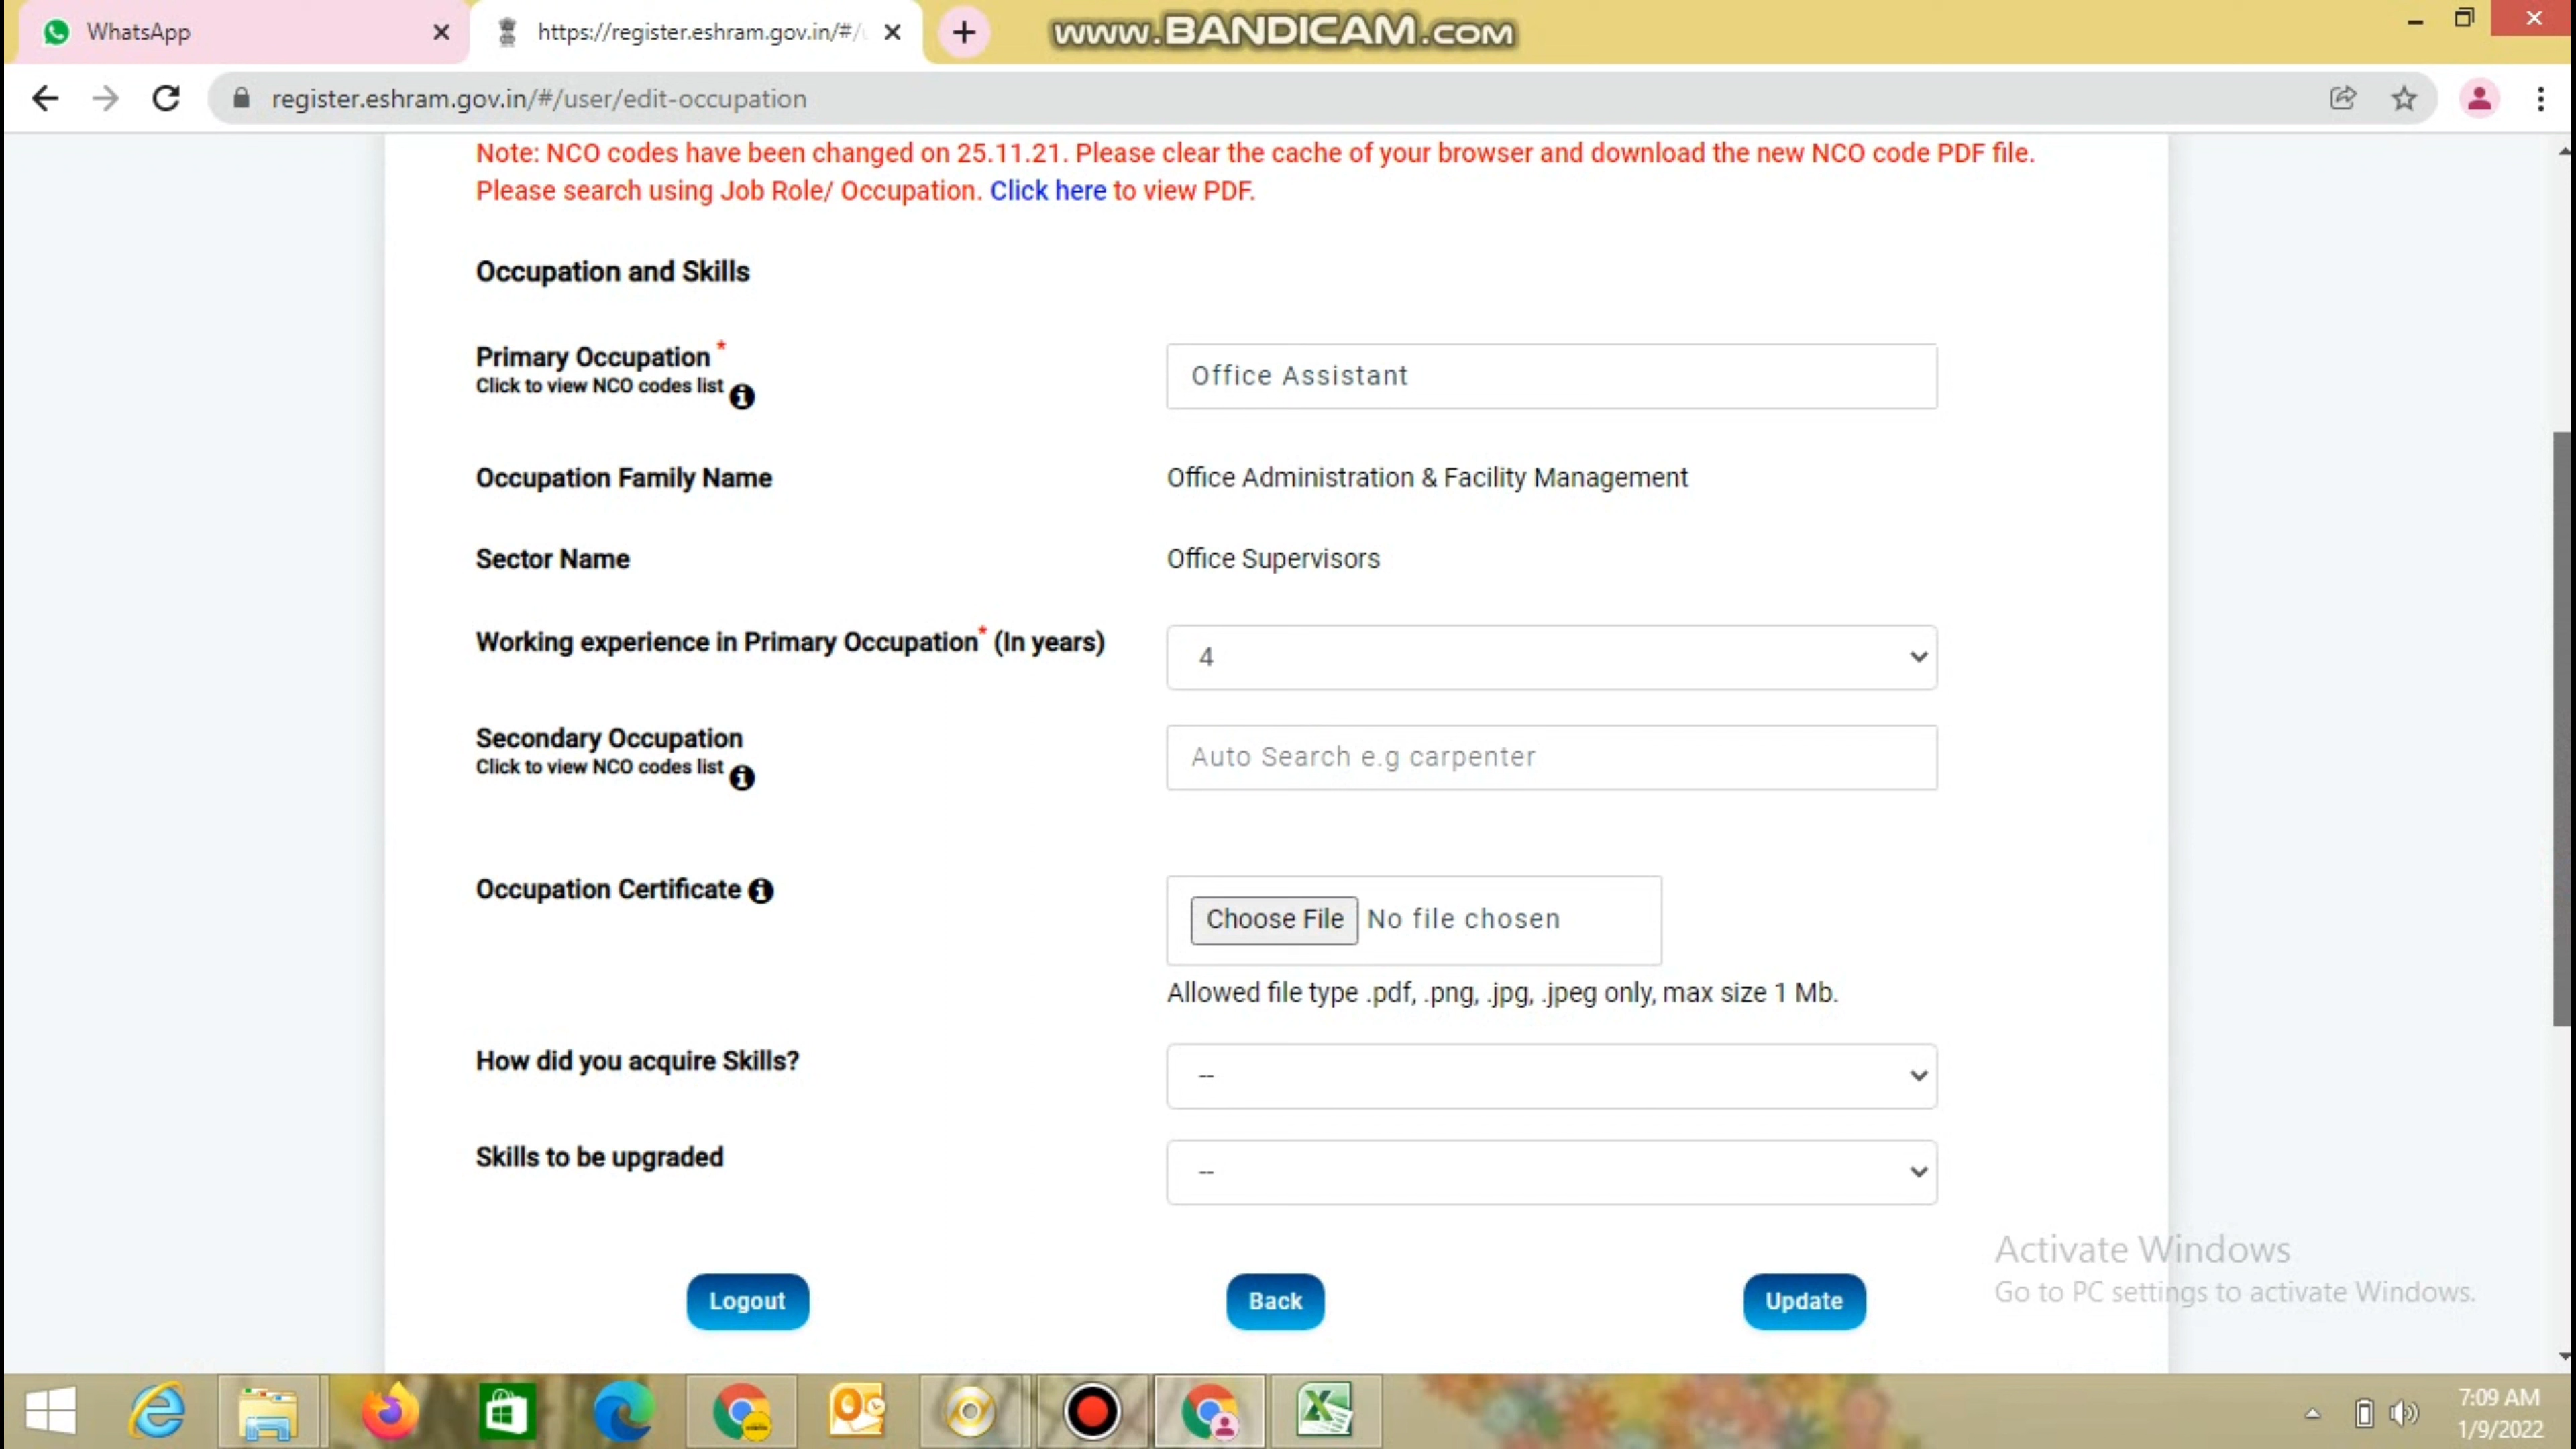 WhatsApp
https://register.eshram.gov.in/#/
www.BANDICAM.COM
register.eshram.gov.in/#/user/edit-occupation
Note: NCO codes have been changed on 25.11.21. Please clear the cache of your browser and download the new NCO code PDF file.
Please search using Job Role/ Occupation. Click here to view PDF.
Occupation and Skills
Primary Occupation *
Click to view NCO codes list
Office Assistant
Occupation Family Name
Office Administration & Facility Management
Sector Name
Office Supervisors
Working experience in Primary Occupation* (In years)
4
Secondary Occupation
Click to view NCO codes list
Auto Search e.g carpenter
Occupation Certificate
Choose File No file chosen
Allowed file type .pdf, .png, .jpg, .jpeg only, max size 1 Mb.
How did you acquire Skills?
--
Skills to be upgraded
--
Activate Windows
Go to PC settings to activate Windows.
Logout
Back
Update
7:09 AM
1/9/2022